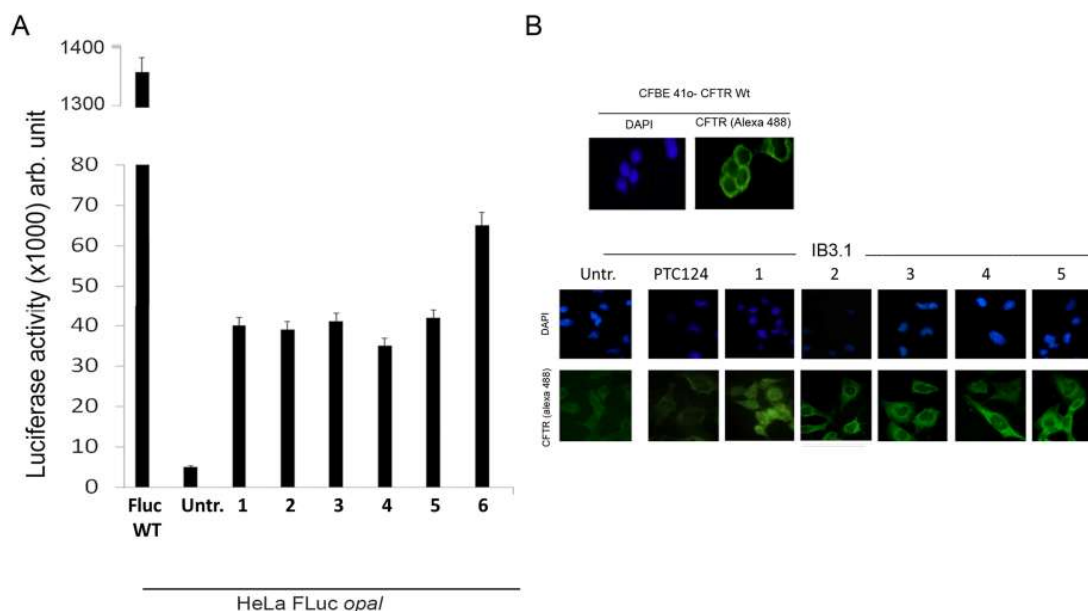 A
Luciferase activity (x1000) arb. unit
1400
1300
80
70
60
50
40
30
20
10
0
Fluc WT Untr. 1 2 3 4 5 6
HeLa FLuc opal
B
CFBE 41o- CFTR Wt
DAPI CFTR (Alexa 488)
IB3.1
Untr. PTC124 1 2 3 4 5
DAPI
CFTR (alexa 488)